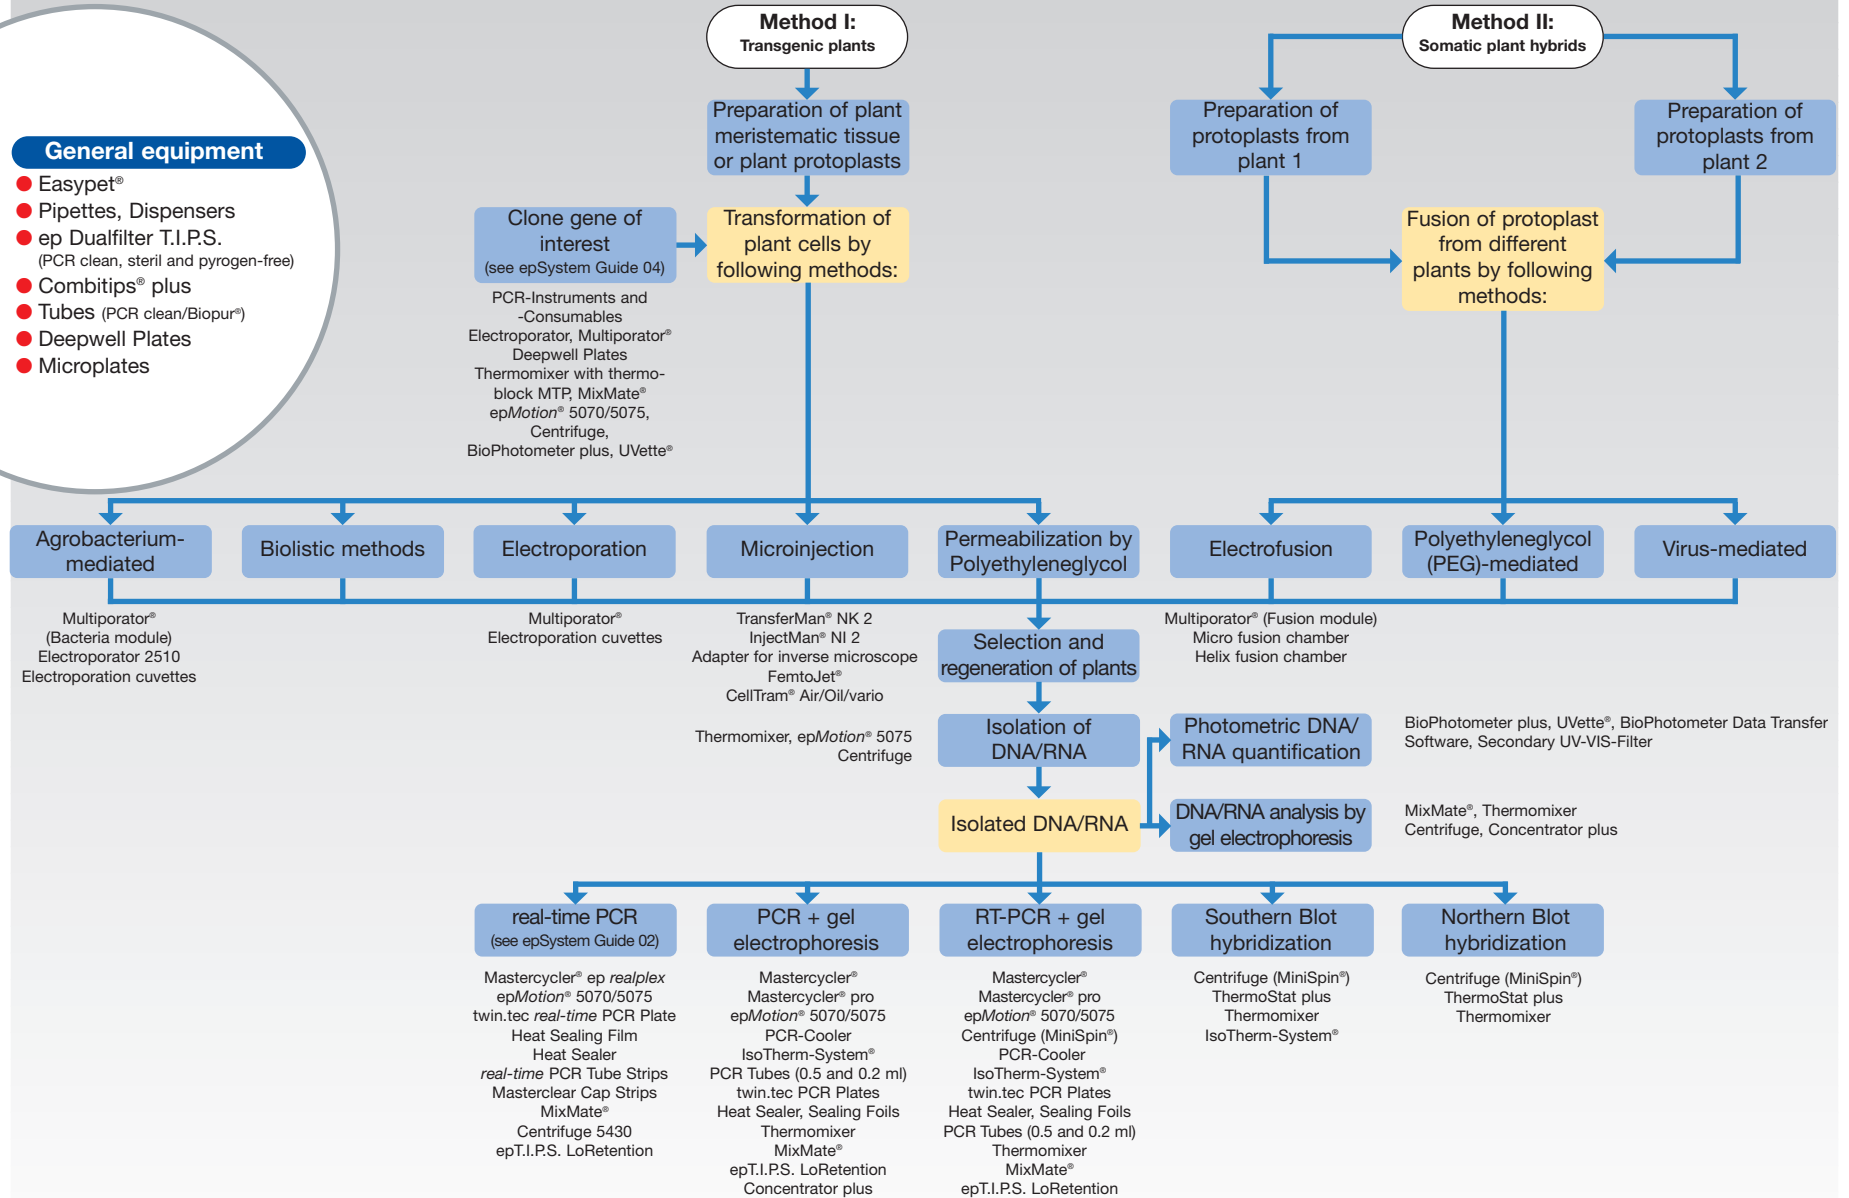 Method I:
Transgenic plants
Method II:
Somatic plant hybrids
General equipment
Easypet®
Pipettes, Dispensers
ep Dualfilter T.I.P.S.
(PCR clean, steril and pyrogen-free)
Combitips® plus
Tubes (PCR clean/Biopur®)
Deepwell Plates
Microplates
Preparation of plant
meristematic tissue
or plant protoplasts
Preparation of
protoplasts from
plant 1
Preparation of
protoplasts from
plant 2
Clone gene of
interest
(see epSystem Guide 04)
Transformation of
plant cells by
following methods:
Fusion of protoplast
from different
plants by following
methods:
PCR-Instruments and
-Consumables
Electroporator, Multiporator®
Deepwell Plates
Thermomixer with thermo-
block MTP, MixMate®
epMotion® 5070/5075,
Centrifuge,
BioPhotometer plus, UVette®
Agrobacterium-
mediated
Biolistic methods
Electroporation
Microinjection
Permeabilization by
Polyethyleneglycol
Electrofusion
Polyethyleneglycol
(PEG)-mediated
Virus-mediated
Multiporator®
(Bacteria module)
Electroporator 2510
Electroporation cuvettes
Multiporator®
Electroporation cuvettes
TransferMan® NK 2
InjectMan® NI 2
Adapter for inverse microscope
FemtoJet®
CellTram® Air/Oil/vario
Selection and
regeneration of plants
Multiporator® (Fusion module)
Micro fusion chamber
Helix fusion chamber
Thermomixer, epMotion® 5075
Centrifuge
Isolation of
DNA/RNA
Photometric DNA/
RNA quantification
BioPhotometer plus, UVette®, BioPhotometer Data Transfer
Software, Secondary UV-VIS-Filter
Isolated DNA/RNA
DNA/RNA analysis by
gel electrophoresis
MixMate®, Thermomixer
Centrifuge, Concentrator plus
real-time PCR
(see epSystem Guide 02)
PCR + gel
electrophoresis
RT-PCR + gel
electrophoresis
Southern Blot
hybridization
Northern Blot
hybridization
Mastercycler® ep realplex
epMotion® 5070/5075
twin.tec real-time PCR Plate
Heat Sealing Film
Heat Sealer
real-time PCR Tube Strips
Masterclear Cap Strips
MixMate®
Centrifuge 5430
epT.I.P.S. LoRetention
Mastercycler®
Mastercycler® pro
epMotion® 5070/5075
PCR-Cooler
IsoTherm-System®
PCR Tubes (0.5 and 0.2 ml)
twin.tec PCR Plates
Heat Sealer, Sealing Foils
Thermomixer
MixMate®
epT.I.P.S. LoRetention
Concentrator plus
Mastercycler®
Mastercycler® pro
epMotion® 5070/5075
Centrifuge (MiniSpin®)
PCR-Cooler
IsoTherm-System®
twin.tec PCR Plates
Heat Sealer, Sealing Foils
PCR Tubes (0.5 and 0.2 ml)
Thermomixer
MixMate®
epT.I.P.S. LoRetention
Centrifuge (MiniSpin®)
ThermoStat plus
Thermomixer
IsoTherm-System®
Centrifuge (MiniSpin®)
ThermoStat plus
Thermomixer